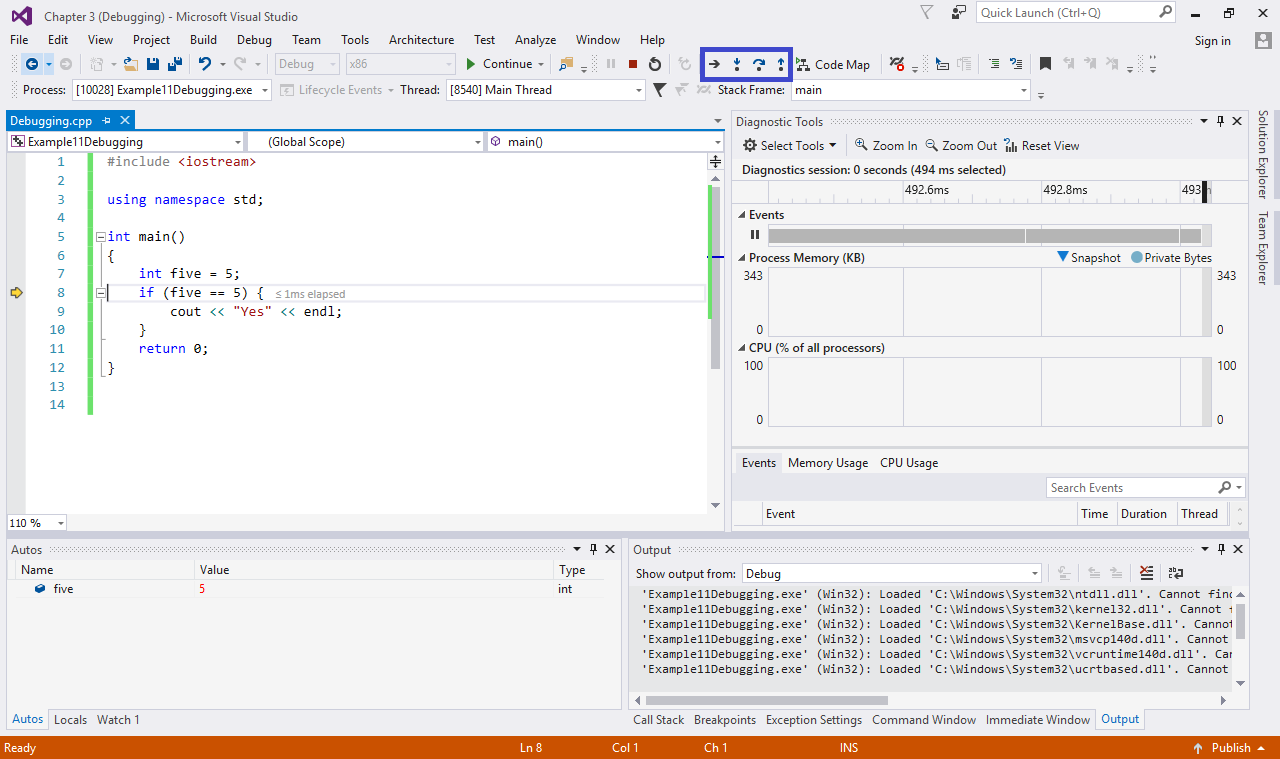 Chapter 3 (Debugging) - Microsoft Visual Studio
Quick Launch (Ctrl+Q)
File Edit View Project Build Debug Team Tools Architecture Test Analyze Window Help
Sign in
Debug x86 Continue Code Map
Process: [10028] Example11Debugging.exe Lifecycle Events Thread: [8540] Main Thread Stack Frame: main
Debugging.cpp
Example11Debugging (Global Scope) main()
1 #include <iostream>
2
3 using namespace std;
4
5 int main()
6 {
7 int five = 5;
8 if (five == 5) { ≤ 1ms elapsed
9 cout << "Yes" << endl;
10 }
11 return 0;
12 }
13
14
110 %
Diagnostic Tools
Select Tools Zoom In Zoom Out Reset View
Diagnostics session: 0 seconds (494 ms selected)
492.6ms 492.8ms 493
Events
Process Memory (KB) Snapshot Private Bytes
343 343
0 0
CPU (% of all processors)
100 100
0 0
Events Memory Usage CPU Usage
Search Events
Event Time Duration Thread
Solution Explorer
Team Explorer
Autos
Name Value Type
five 5 int
Autos Locals Watch 1
Output
Show output from: Debug
'Example11Debugging.exe' (Win32): Loaded 'C:\Windows\System32\ntdll.dll'. Cannot find
'Example11Debugging.exe' (Win32): Loaded 'C:\Windows\System32\kernel32.dll'. Cannot
'Example11Debugging.exe' (Win32): Loaded 'C:\Windows\System32\KernelBase.dll'. Cannot
'Example11Debugging.exe' (Win32): Loaded 'C:\Windows\System32\msvcp140d.dll'. Cannot
'Example11Debugging.exe' (Win32): Loaded 'C:\Windows\System32\vcruntime140d.dll'. Can
'Example11Debugging.exe' (Win32): Loaded 'C:\Windows\System32\ucrtbased.dll'. Cannot
Call Stack Breakpoints Exception Settings Command Window Immediate Window Output
Ready Ln 8 Col 1 Ch 1 INS Publish